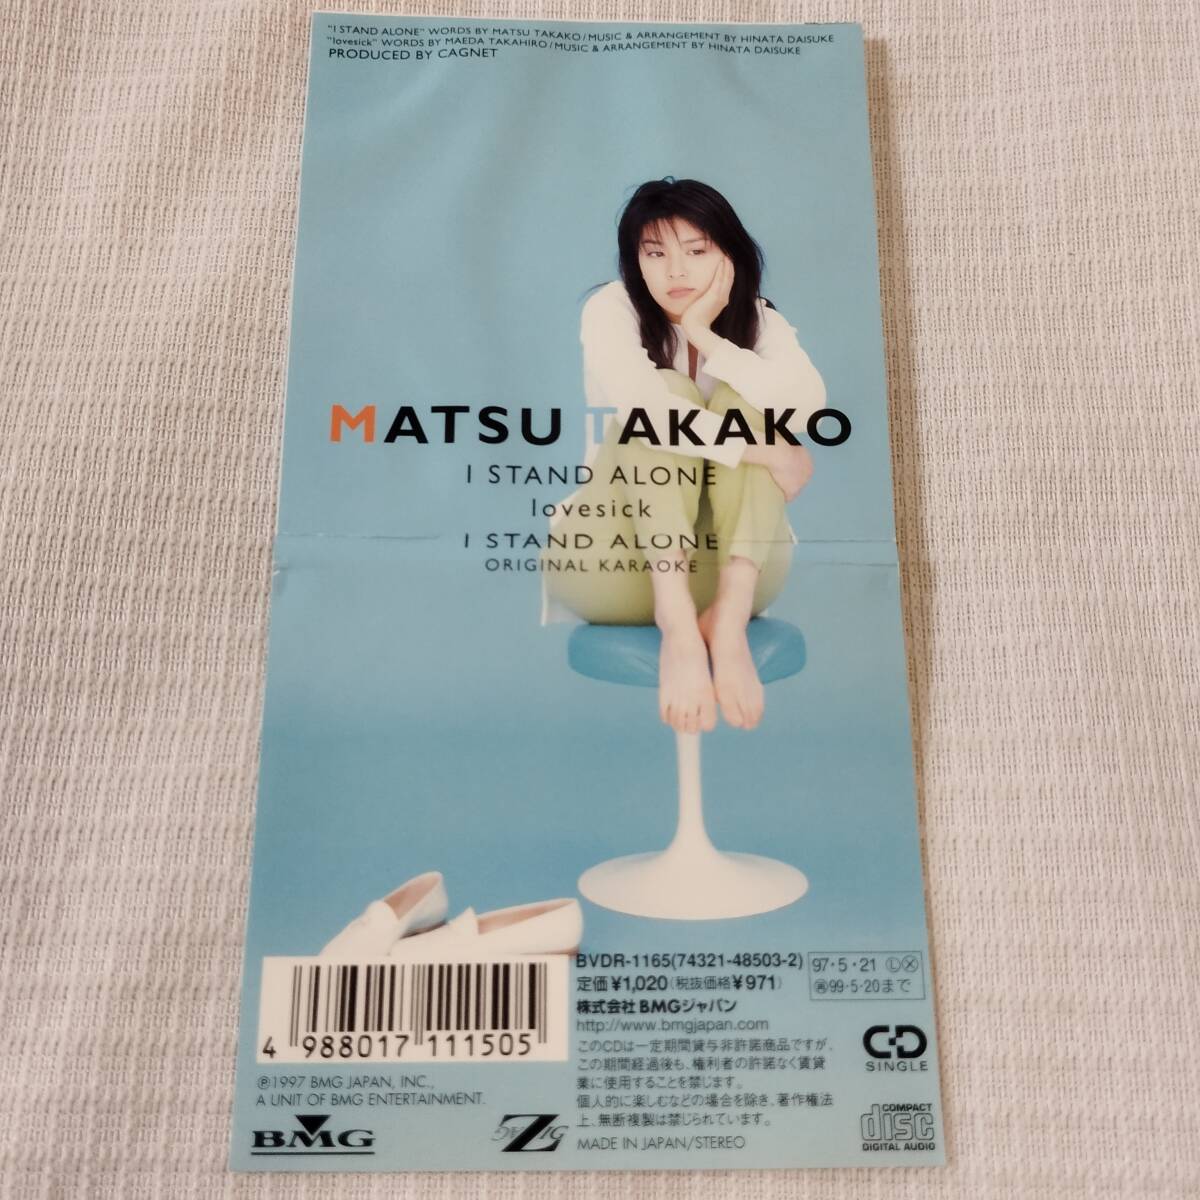 "I STAND ALONE" WORDS BY MATSU TAKAKO/MUSIC & ARRANGEMENT BY HINATA DAISUKE
"lovesick" WORDS BY MAEDA TAKAHIRO/MUSIC & ARRANGEMENT BY HINATA DAISUKE
PRODUCED BY CAGNET
MATSU TAKAKO
I STAND ALONE
lovesick
I STAND ALONE
ORIGINAL KARAOKE
BVDR-1165(74321-48503-2)
定価¥1,020(税抜価格¥971)
株式会社BMGジャパン
http://www.bmgjapan.com
このCDは一定期間貸与非許諾商品ですが、
この期間経過後も、権利者の許諾なく賃貸
業に使用することを禁じます。
個人的に楽しむなどの場合を除き、著作権法
上、無断複製は禁じられています。
MADE IN JAPAN/STEREO
97・5・21 Ⓛ Ⓧ
㊐99・5・20まで
CD
SINGLE
COMPACT
disc
DIGITAL AUDIO
4 988017 111505
Ⓟ1997 BMG JAPAN, INC.,
A UNIT OF BMG ENTERTAINMENT.
BMG